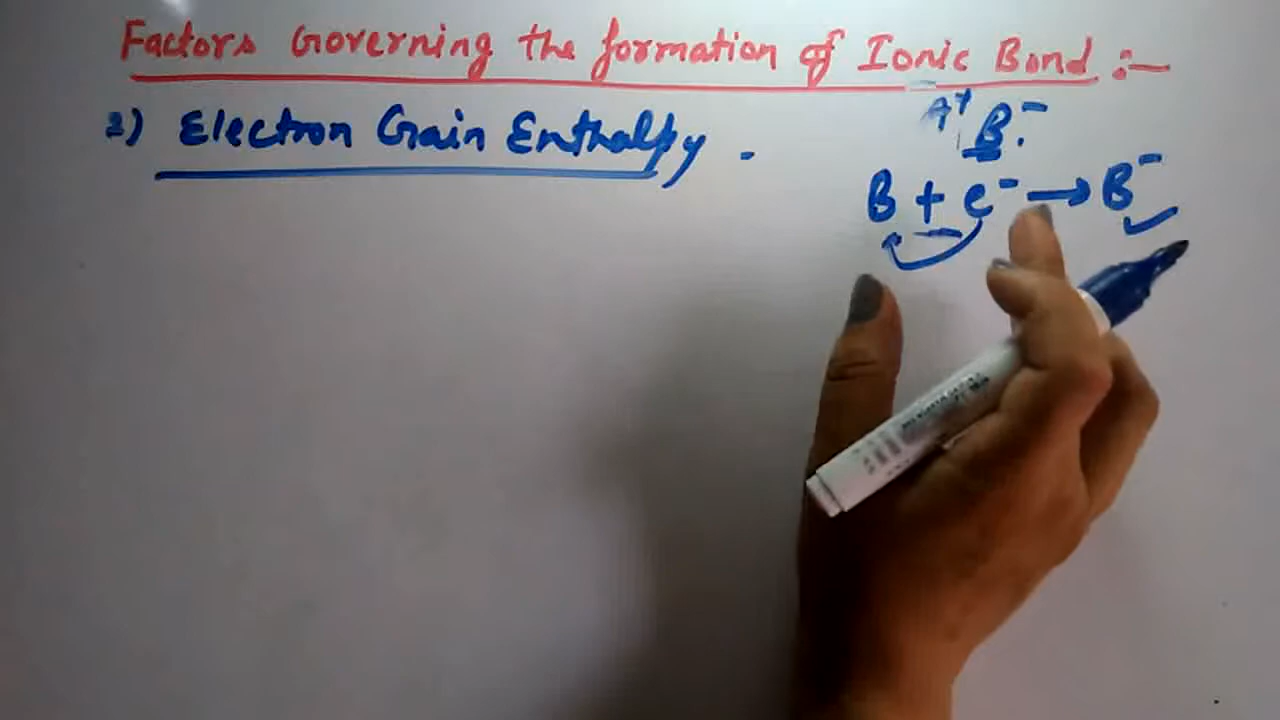 Factors Governing the formation of Ionic Bond :-
2) Electron Gain Enthalpy .
A+ B-
B + e- → B-